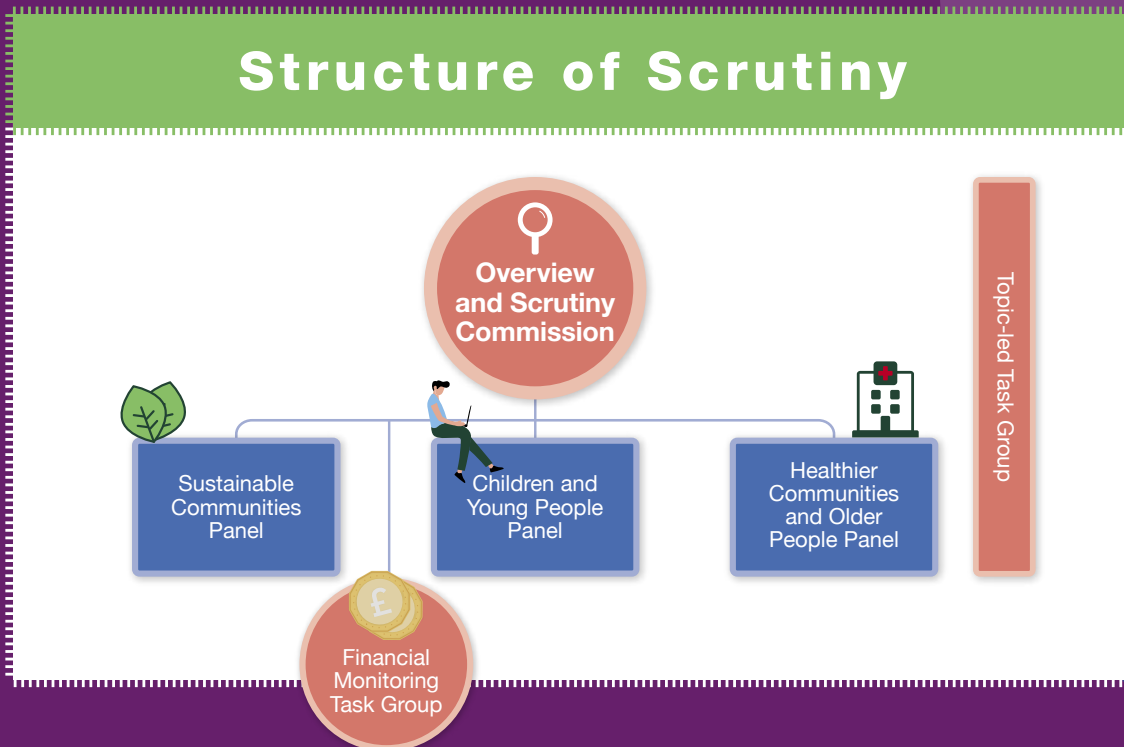 Structure of Scrutiny
Overview
and Scrutiny
Commission
Sustainable
Communities
Panel
Children and
Young People
Panel
Healthier
Communities
and Older
People Panel
Topic-led Task Group
£
Financial
Monitoring
Task Group